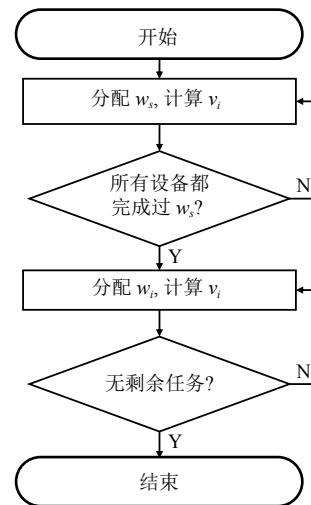 开始
分配 wₛ, 计算 vᵢ
所有设备都
完成过 wₛ?
N
Y
分配 wᵢ, 计算 vᵢ
无剩余任务?
N
Y
结束